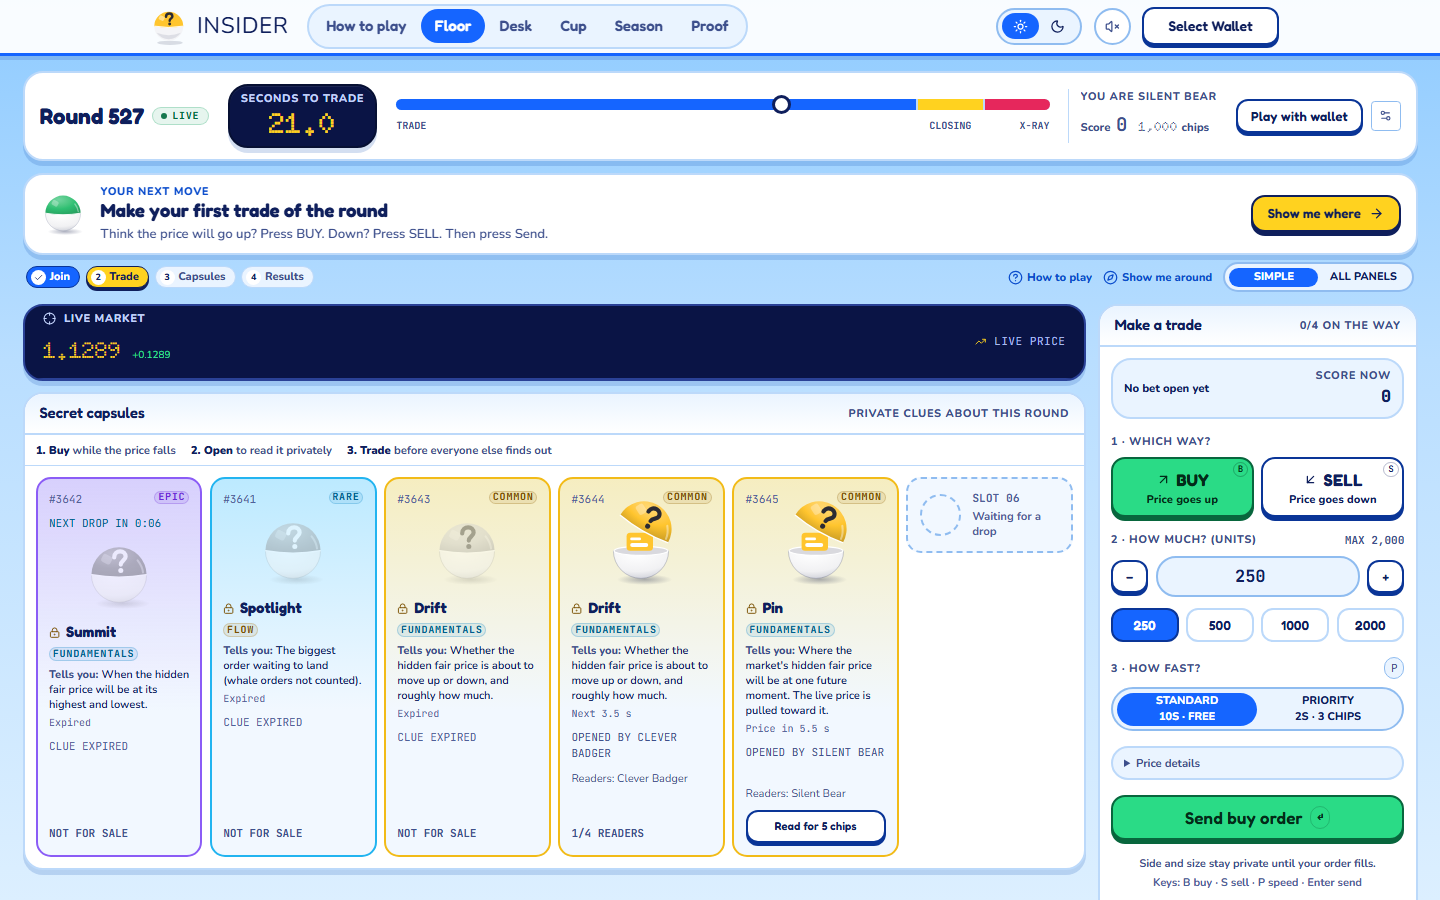 ?
INSIDER
How to play
Floor
Desk
Cup
Season
Proof
Select Wallet
Round 527
LIVE
SECONDS TO TRADE
21.0
TRADE
CLOSING
X-RAY
YOU ARE SILENT BEAR
Score 0 1,000 chips
Play with wallet
YOUR NEXT MOVE
Make your first trade of the round
Think the price will go up? Press BUY. Down? Press SELL. Then press Send.
Show me where
Join
2 Trade
3 Capsules
4 Results
How to play
Show me around
SIMPLE
ALL PANELS
LIVE MARKET
1.1289 +0.1289
LIVE PRICE
Secret capsules
PRIVATE CLUES ABOUT THIS ROUND
1. Buy while the price falls 2. Open to read it privately 3. Trade before everyone else finds out
#3642 EPIC
NEXT DROP IN 0:06
?
Summit
FUNDAMENTALS
Tells you: When the hidden
fair price will be at its
highest and lowest.
Expired
CLUE EXPIRED
NOT FOR SALE
#3641 RARE
?
Spotlight
FLOW
Tells you: The biggest
order waiting to land
(whale orders not counted).
Expired
CLUE EXPIRED
NOT FOR SALE
#3643 COMMON
?
Drift
FUNDAMENTALS
Tells you: Whether the
hidden fair price is about to
move up or down, and
roughly how much.
Expired
CLUE EXPIRED
NOT FOR SALE
#3644 COMMON
?
Drift
FUNDAMENTALS
Tells you: Whether the
hidden fair price is about to
move up or down, and
roughly how much.
Next 3.5 s
OPENED BY CLEVER
BADGER
Readers: Clever Badger
1/4 READERS
#3645 COMMON
?
Pin
FUNDAMENTALS
Tells you: Where the
market's hidden fair price
will be at one future
moment. The live price is
pulled toward it.
Price in 5.5 s
OPENED BY SILENT BEAR
Readers: Silent Bear
Read for 5 chips
SLOT 06
Waiting for a
drop
Make a trade
0/4 ON THE WAY
No bet open yet
SCORE NOW
0
1 · WHICH WAY?
BUY B
Price goes up
SELL S
Price goes down
2 · HOW MUCH? (UNITS)
MAX 2,000
− 250 +
250
500
1000
2000
3 · HOW FAST?
P
STANDARD
10S · FREE
PRIORITY
2S · 3 CHIPS
Price details
Send buy order
Side and size stay private until your order fills.
Keys: B buy · S sell · P speed · Enter send